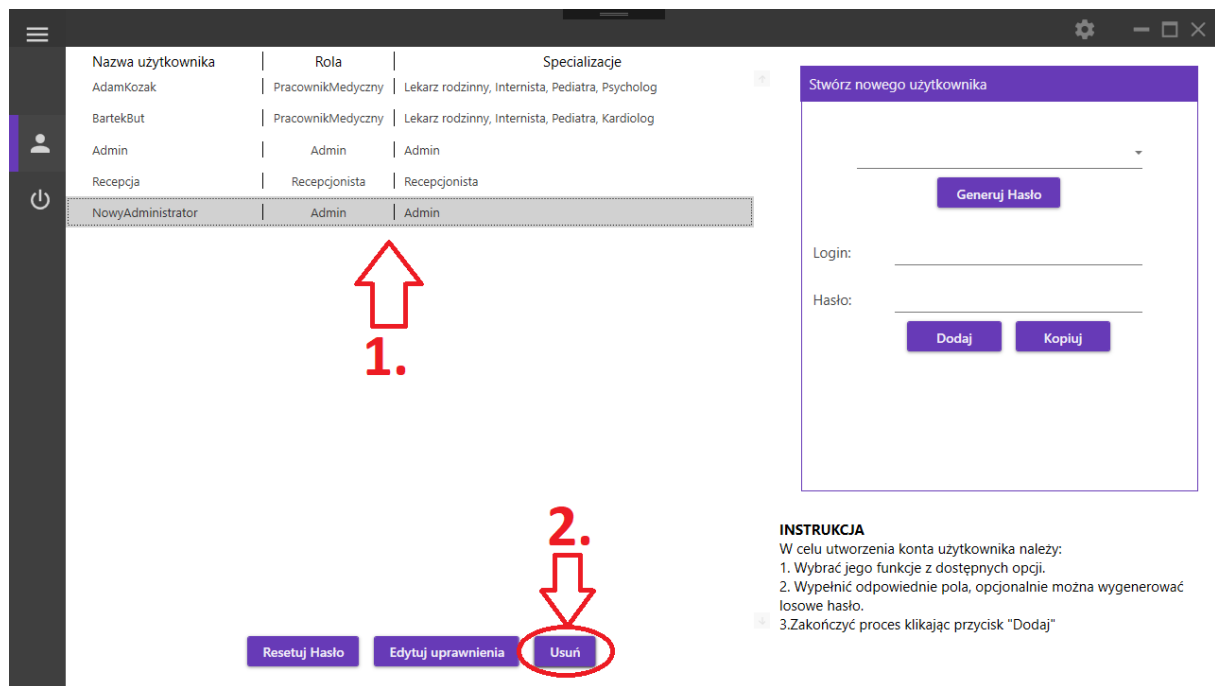 Nazwa użytkownika Rola Specializacje
AdamKozak PracownikMedyczny Lekarz rodzinny, Internista, Pediatra, Psycholog
BartekBut PracownikMedyczny Lekarz rodzinny, Internista, Pediatra, Kardiolog
Admin Admin Admin
Recepcja Recepcjonista Recepcjonista
NowyAdministrator Admin Admin
1.
2.
Resetuj Hasło Edytuj uprawnienia Usuń
Stwórz nowego użytkownika
Generuj Hasło
Login:
Hasło:
Dodaj Kopiuj
INSTRUKCJA
W celu utworzenia konta użytkownika należy:
1. Wybrać jego funkcje z dostępnych opcji.
2. Wypełnić odpowiednie pola, opcjonalnie można wygenerować
losowe hasło.
3.Zakończyć proces klikając przycisk "Dodaj"